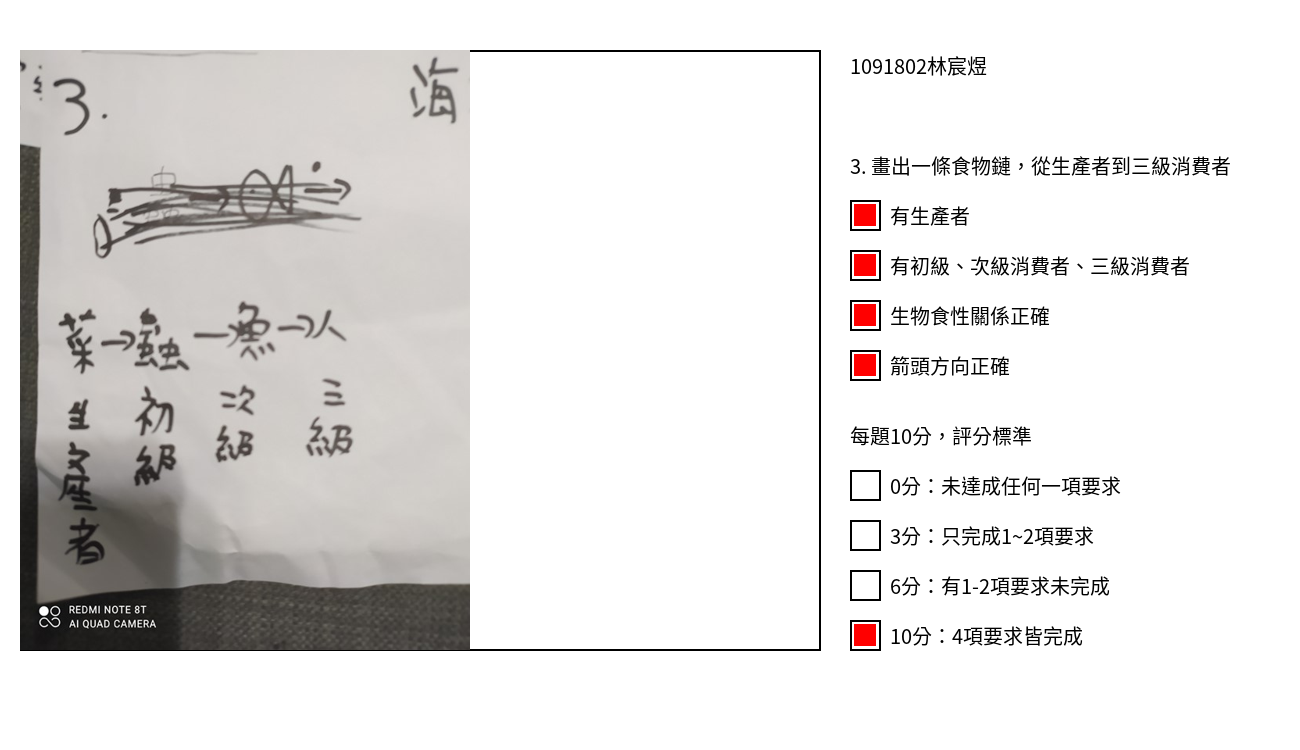 3.
海
菜→蟲→魚→人
生產者
初級
二次級
三級
REDMI NOTE 8T
AI QUAD CAMERA
1091802林宸煜
3. 畫出一條食物鏈，從生產者到三級消費者
有生產者
有初級、次級消費者、三級消費者
生物食性關係正確
箭頭方向正確
每題10分，評分標準
0分：未達成任何一項要求
3分：只完成1~2項要求
6分：有1-2項要求未完成
10分：4項要求皆完成